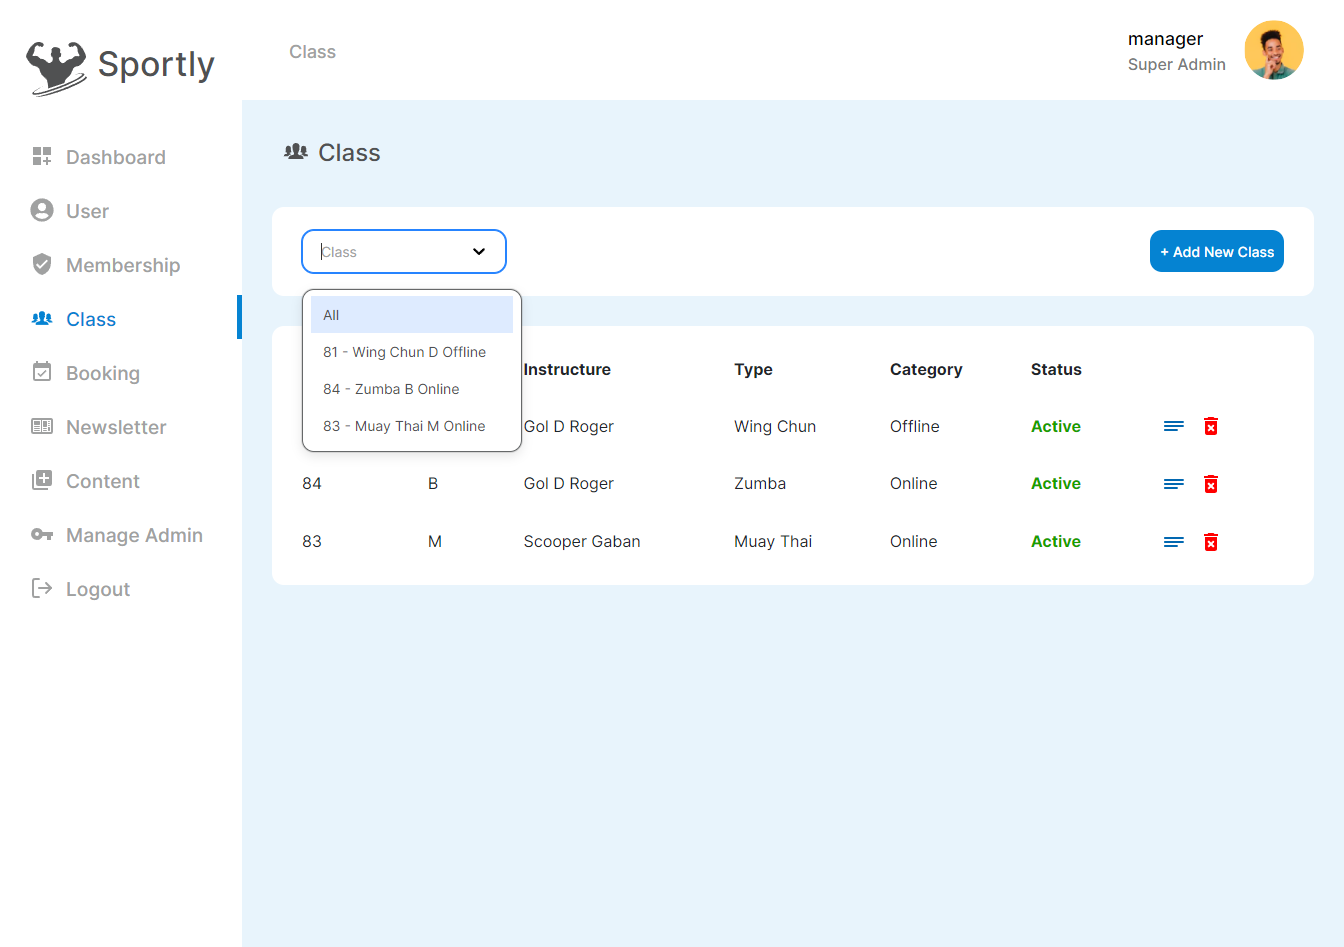 Sportly
Class
manager
Super Admin
Dashboard
User
Membership
Class
Booking
Newsletter
Content
Manage Admin
Logout
Class
Class
+ Add New Class
All
81 - Wing Chun D Offline
84 - Zumba B Online
83 - Muay Thai M Online
Instructure Type Category Status
Gol D Roger Wing Chun Offline Active
84 B Gol D Roger Zumba Online Active
83 M Scooper Gaban Muay Thai Online Active